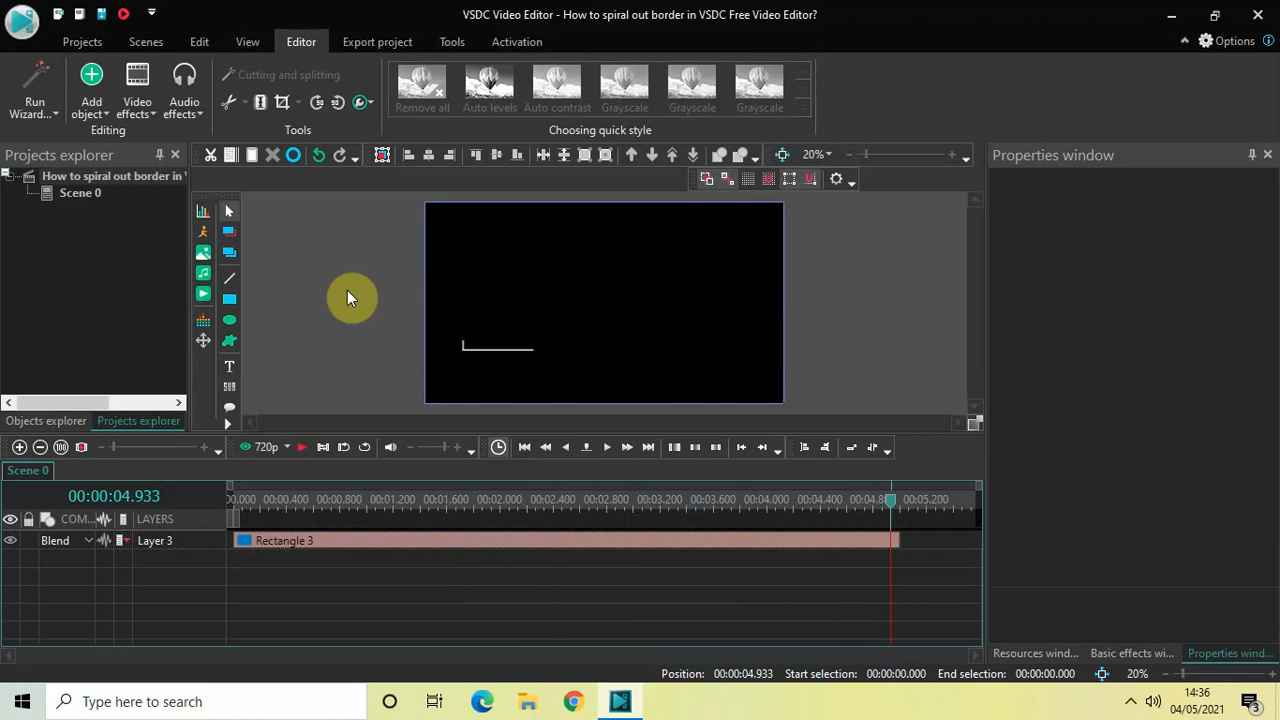 VSDC Video Editor - How to spiral out border in VSDC Free Video Editor?
Projects Scenes Edit View Editor Export project Tools Activation Options
Run Wizard...
Add object
Video effects
Audio effects
Editing
Cutting and splitting
Tools
Remove all Auto levels Auto contrast Grayscale Grayscale Grayscale
Choosing quick style
Projects explorer
20%
Properties window
How to spiral out border in
Scene 0
T
SUB
Objects explorer Projects explorer
720p
Scene 0
00:00:04.933
0.000 00:00.400 00:00.800 00:01.200 00:01.600 00:02.000 00:02.400 00:02.800 00:03.200 00:03.600 00:04.000 00:04.400 00:04.80 00:05.200
COM... LAYERS
Blend Layer 3 Rectangle 3
Resources wind... Basic effects wi... Properties wind...
Position: 00:00:04.933 Start selection: 00:00:00.000 End selection: 00:00:00.000 20%
Type here to search
14:36
04/05/2021
3